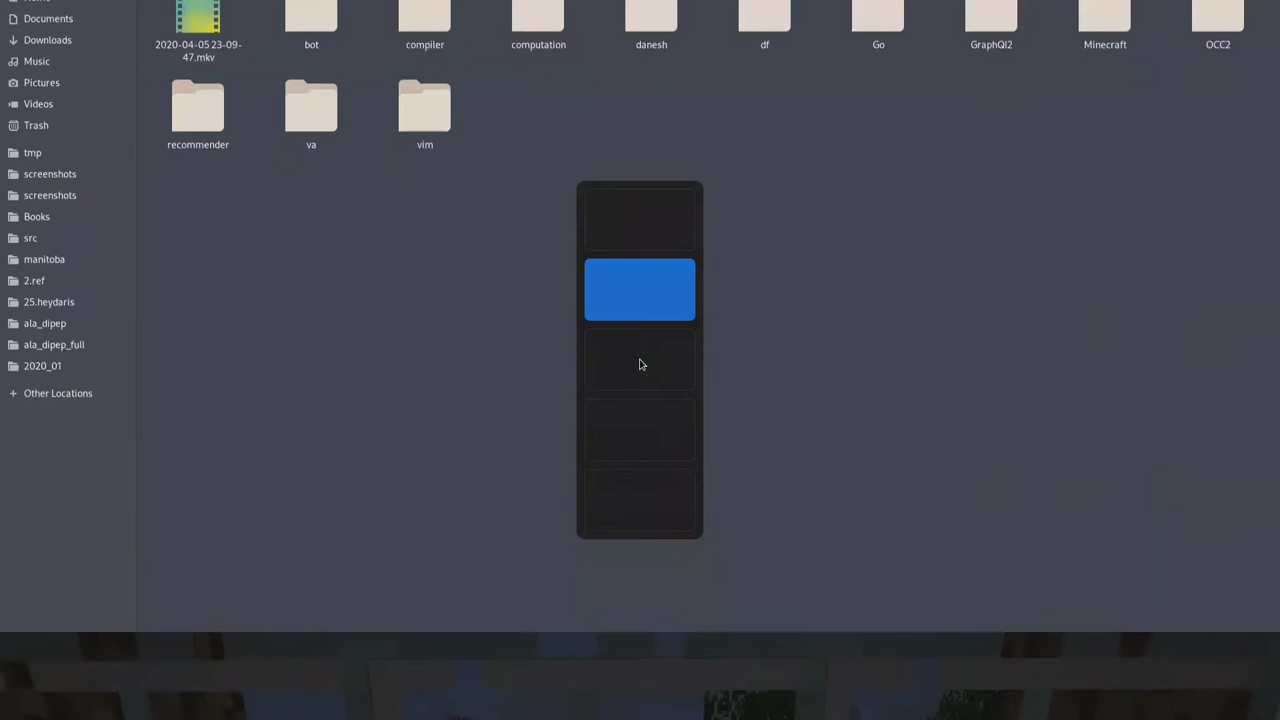 Documents
Downloads
Music
Pictures
Videos
Trash
tmp
screenshots
screenshots
Books
src
manitoba
2.ref
25.heydaris
ala_dipep
ala_dipep_full
2020_01
Other Locations
2020-04-05 23-09-
47.mkv
bot
compiler
computation
danesh
df
Go
GraphQl2
Minecraft
OCC2
recommender
va
vim